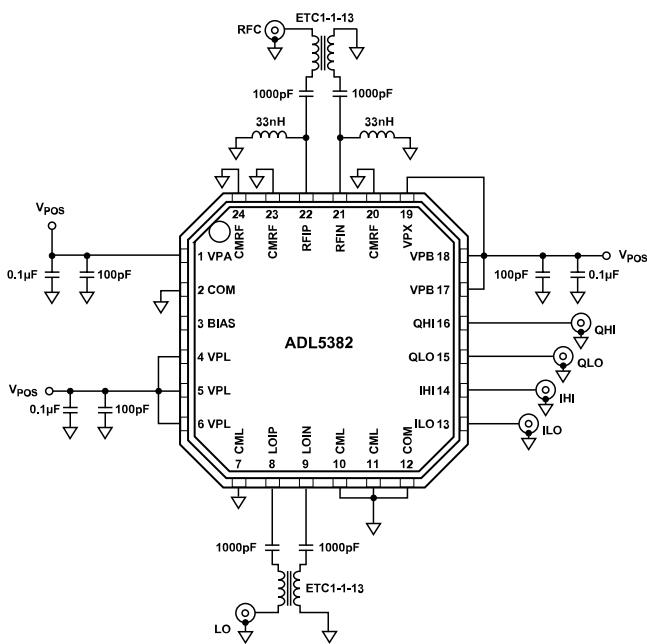 RFC
ETC1-1-13
1000pF
1000pF
33nH
33nH
24
23
22
21
20
19
CMRF
CMRF
RFIP
RFIN
CMRF
VPX
VPOS
0.1µF
100pF
1 VPA
2 COM
3 BIAS
4 VPL
5 VPL
6 VPL
VPOS
0.1µF
100pF
ADL5382
VPB 18
VPB 17
QHI 16
QLO 15
IHI 14
ILO 13
100pF
0.1µF
VPOS
QHI
QLO
IHI
ILO
CML
LOIP
LOIN
CML
CML
COM
7
8
9
10
11
12
1000pF
1000pF
ETC1-1-13
LO